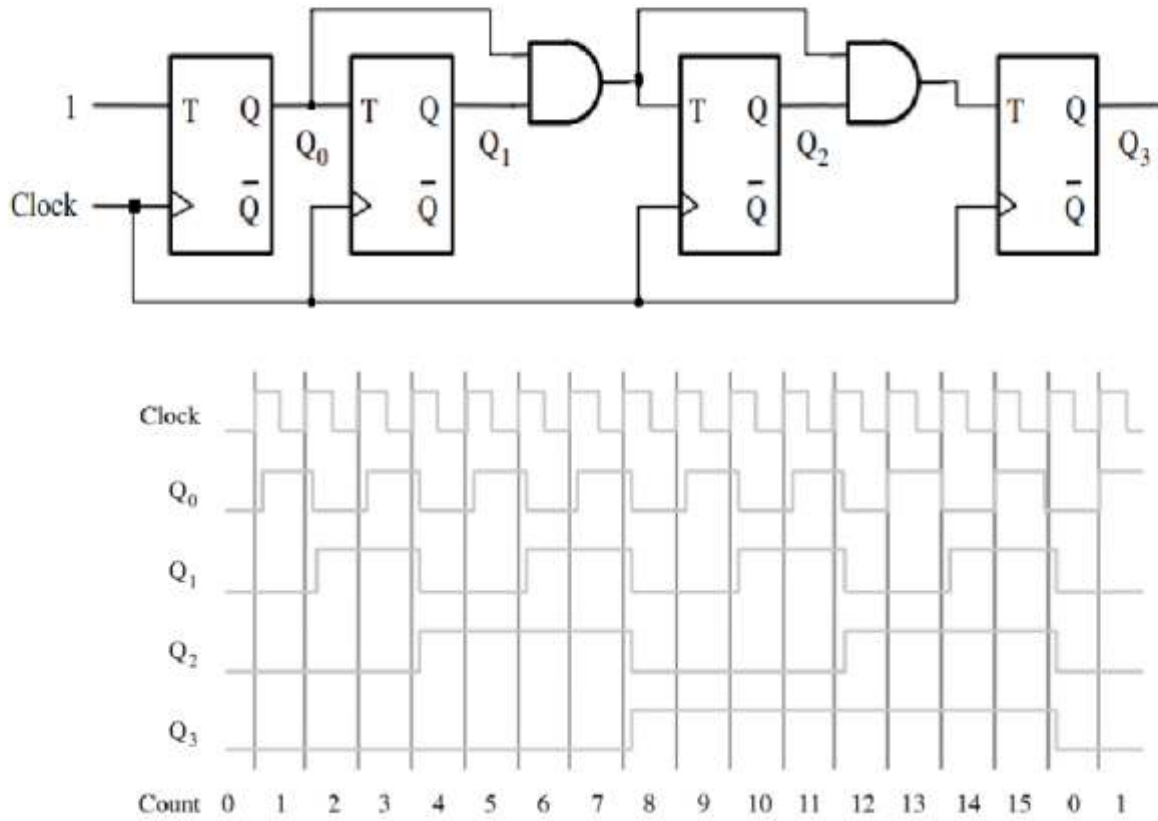 1 T Q T Q T Q T Q
Q₀ Q₁ Q₂ Q₃
Clock Q̅ Q̅ Q̅ Q̅
Clock
Q₀
Q₁
Q₂
Q₃
Count 0 1 2 3 4 5 6 7 8 9 10 11 12 13 14 15 0 1